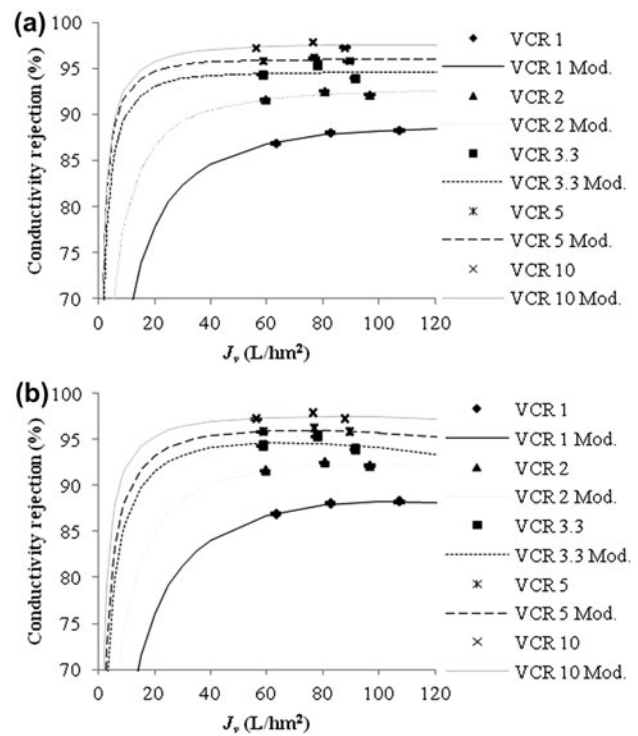 (a)
Conductivity rejection (%)
100
95
90
85
80
75
70
0 20 40 60 80 100 120
Jv (L/hm²)
VCR 1
VCR 1 Mod.
VCR 2
VCR 2 Mod.
VCR 3.3
VCR 3.3 Mod.
VCR 5
VCR 5 Mod.
VCR 10
VCR 10 Mod.
(b)
Conductivity rejection (%)
100
95
90
85
80
75
70
0 20 40 60 80 100 120
Jv (L/hm²)
VCR 1
VCR 1 Mod.
VCR 2
VCR 2 Mod.
VCR 3.3
VCR 3.3 Mod.
VCR 5
VCR 5 Mod.
VCR 10
VCR 10 Mod.